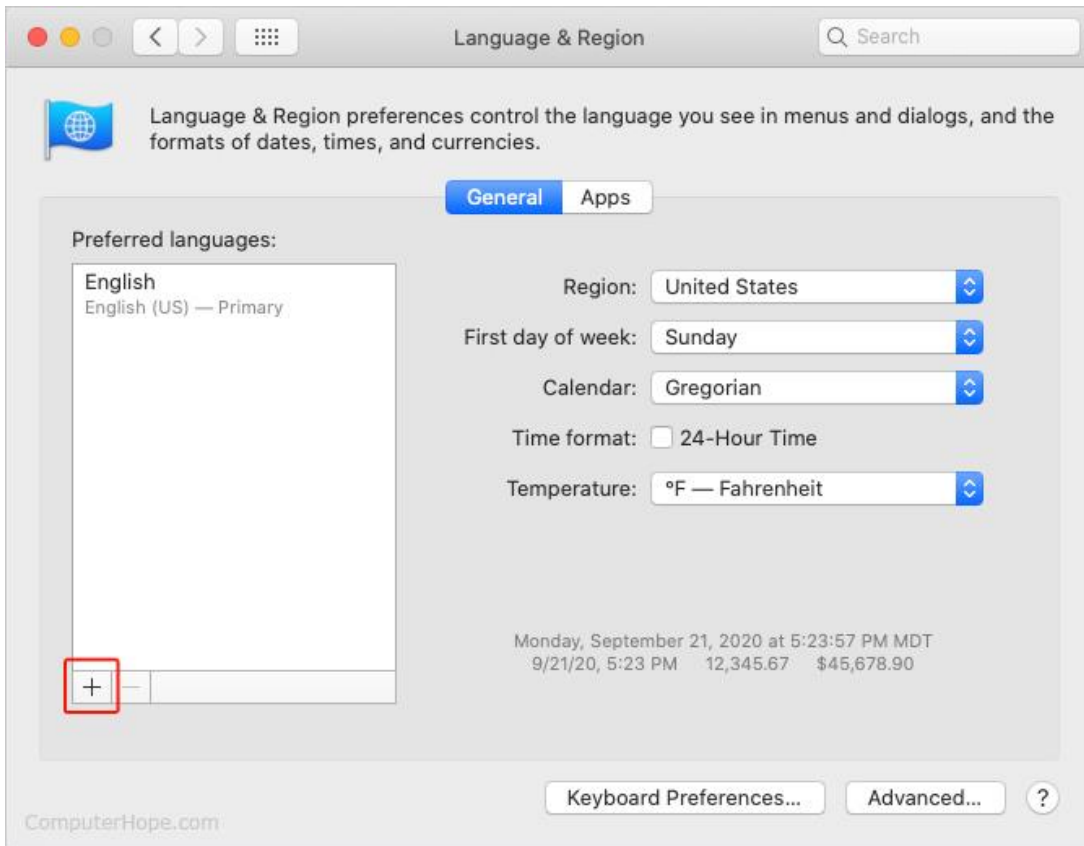 Language & Region
Search
Language & Region preferences control the language you see in menus and dialogs, and the
formats of dates, times, and currencies.
General Apps
Preferred languages:
English
English (US) — Primary
Region: United States
First day of week: Sunday
Calendar: Gregorian
Time format: 24-Hour Time
Temperature: °F — Fahrenheit
Monday, September 21, 2020 at 5:23:57 PM MDT
9/21/20, 5:23 PM 12,345.67 $45,678.90
+ −
Keyboard Preferences... Advanced... ?
ComputerHope.com